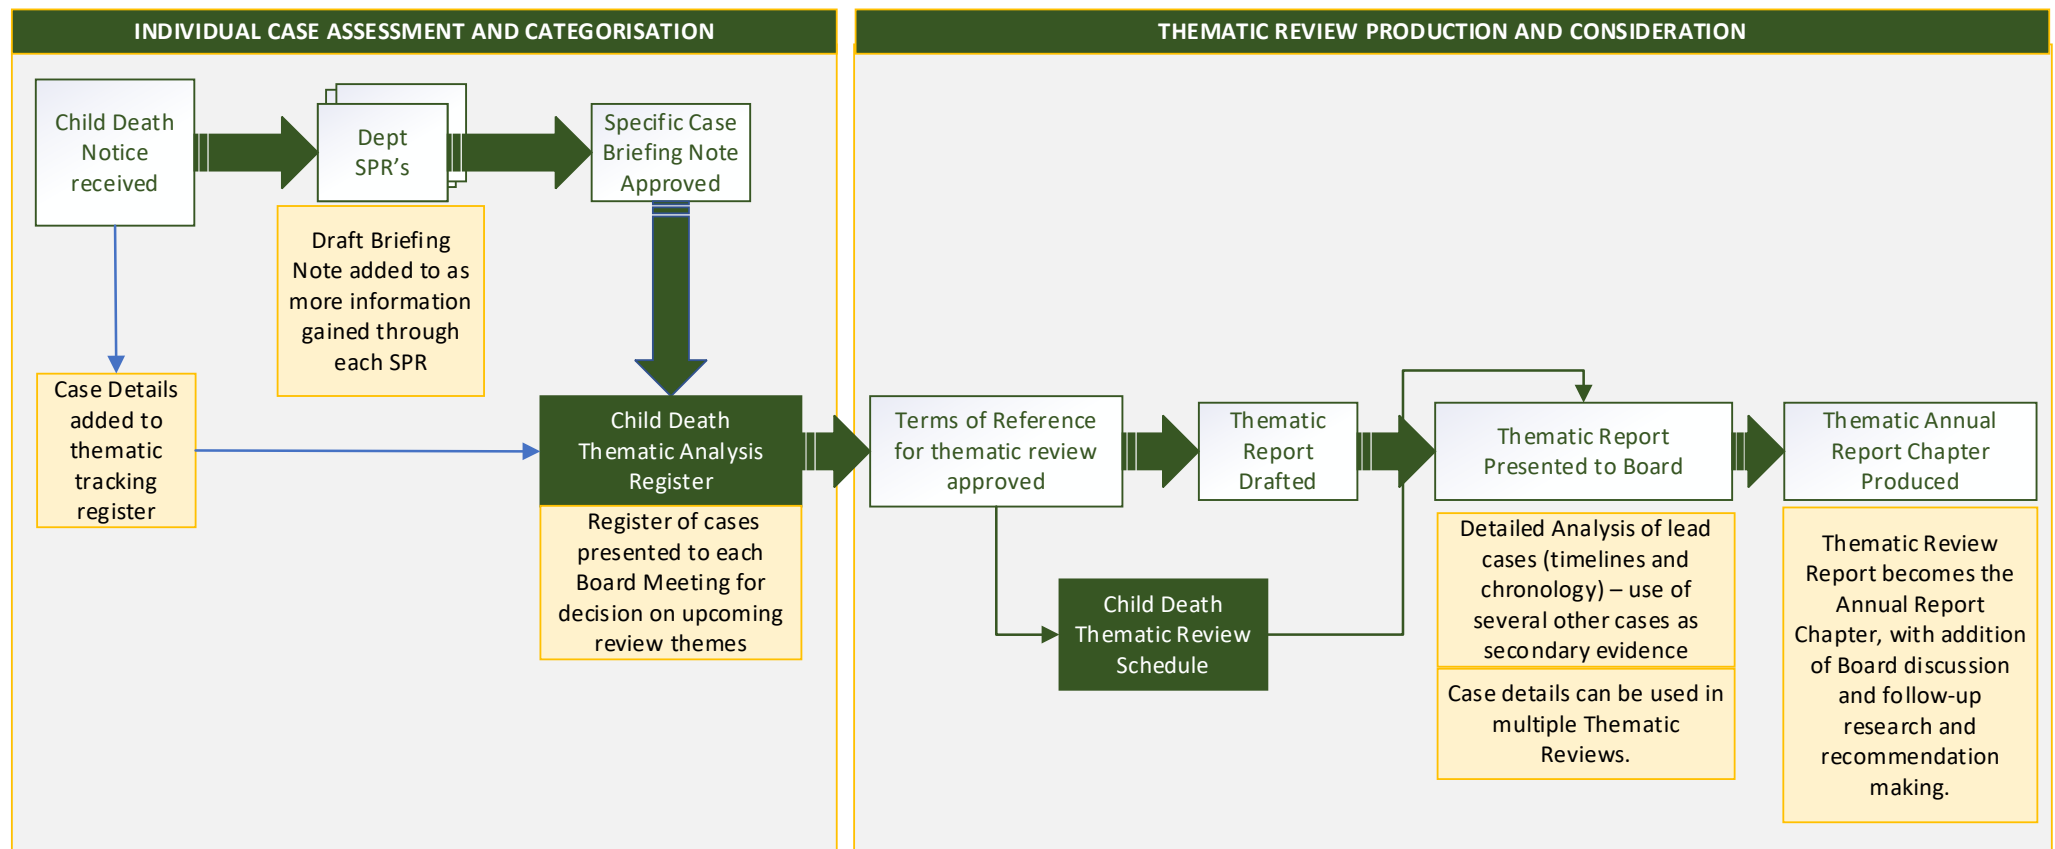 INDIVIDUAL CASE ASSESSMENT AND CATEGORISATION
Child Death
Notice
received
Dept
SPR's
Specific Case
Briefing Note
Approved
Draft Briefing
Note added to as
more information
gained through
each SPR
Case Details
added to
thematic
tracking
register
Child Death
Thematic Analysis
Register
Register of cases
presented to each
Board Meeting for
decision on upcoming
review themes
THEMATIC REVIEW PRODUCTION AND CONSIDERATION
Terms of Reference
for thematic review
approved
Thematic
Report
Drafted
Thematic Report
Presented to Board
Thematic Annual
Report Chapter
Produced
Child Death
Thematic Review
Schedule
Detailed Analysis of lead
cases (timelines and
chronology) – use of
several other cases as
secondary evidence
Case details can be used in
multiple Thematic
Reviews.
Thematic Review
Report becomes the
Annual Report
Chapter, with addition
of Board discussion
and follow-up
research and
recommendation
making.